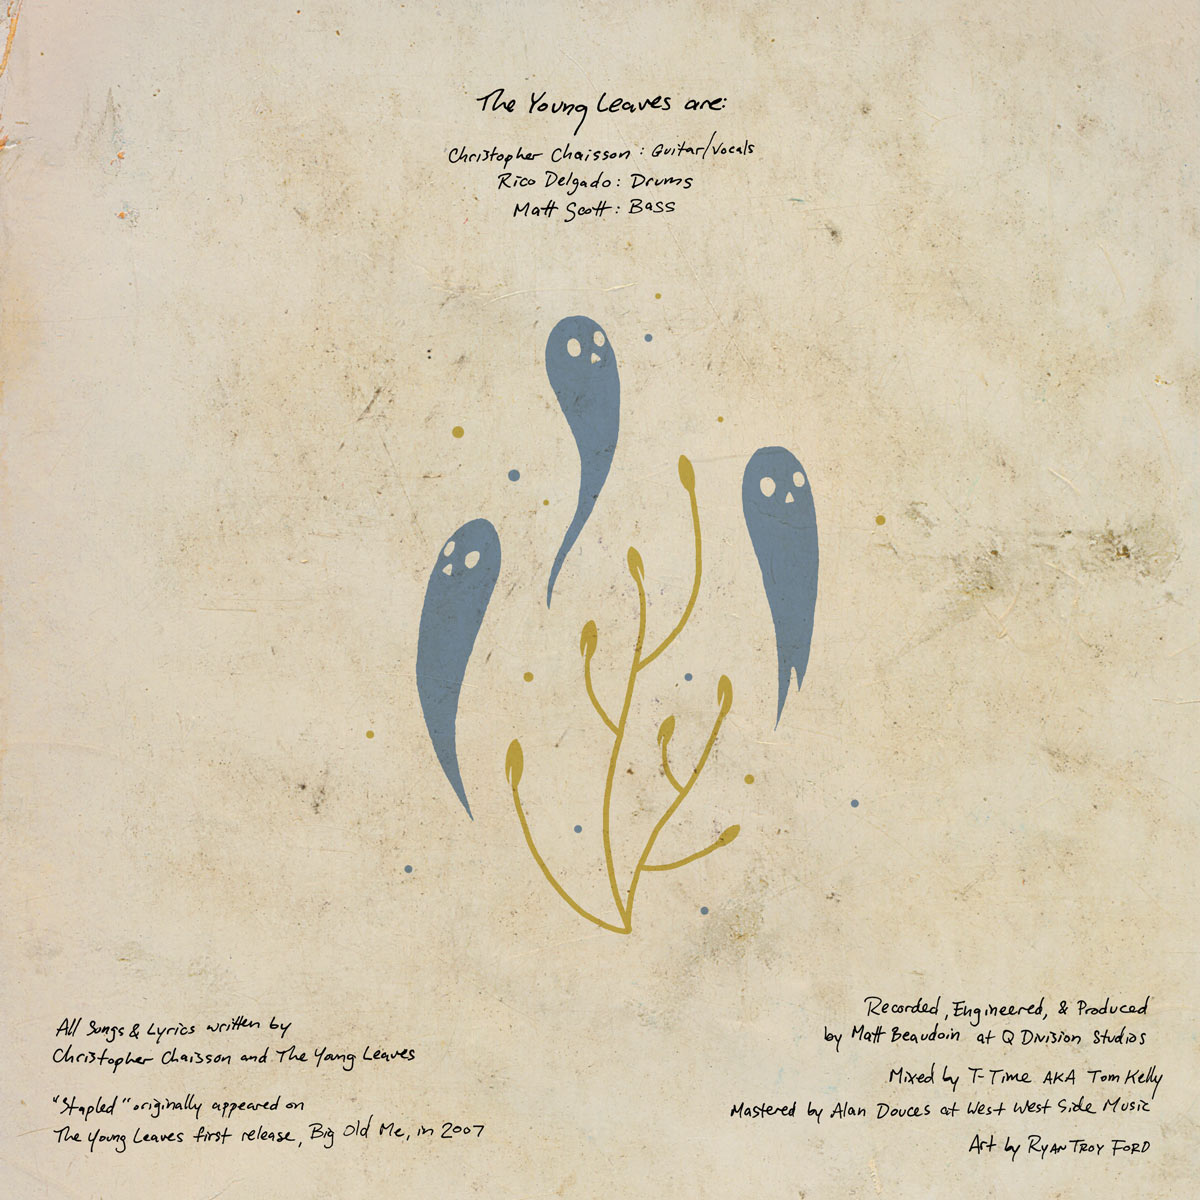 The Young Leaves are:
Christopher Chaisson : Guitar/Vocals
Rico Delgado : Drums
Matt Scott : Bass
All Songs & Lyrics written by
Christopher Chaisson and The Young Leaves
"Stapled" originally appeared on
The Young Leaves first release, Big Old Me, in 2007
Recorded, Engineered, & Produced
by Matt Beaudoin at Q Division Studios
Mixed by T-Time AKA Tom Kelly
Mastered by Alan Douces at West West Side Music
Art by Ryan Troy Ford